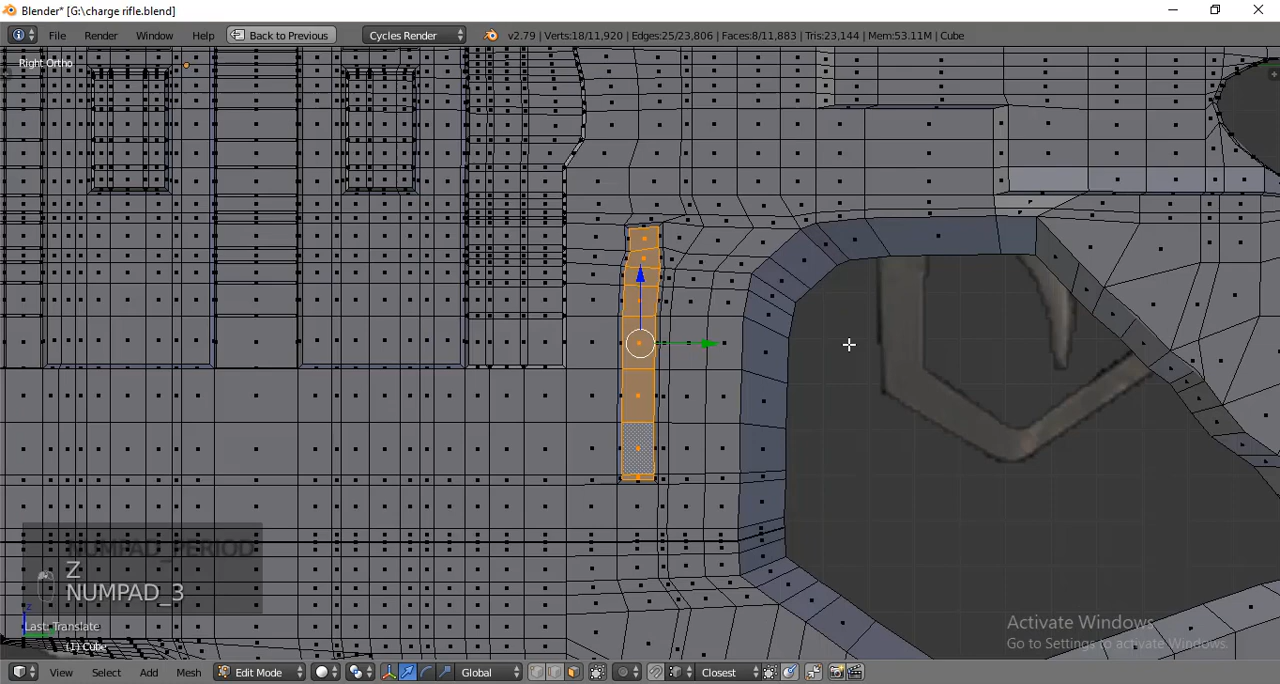 Blender* [G:\charge rifle.blend]
File Render Window Help Back to Previous Cycles Render v2.79 | Verts:18/11,920 | Edges:25/23,806 | Faces:8/11,883 | Tris:23,144 | Mem:53.11M | Cube
Right Ortho
NUMPAD_PERIOD
Z
NUMPAD_3
z
Last: Translate
(1) Cube
Activate Windows
Go to Settings to activate Windows.
View Select Add Mesh Edit Mode Global Closest